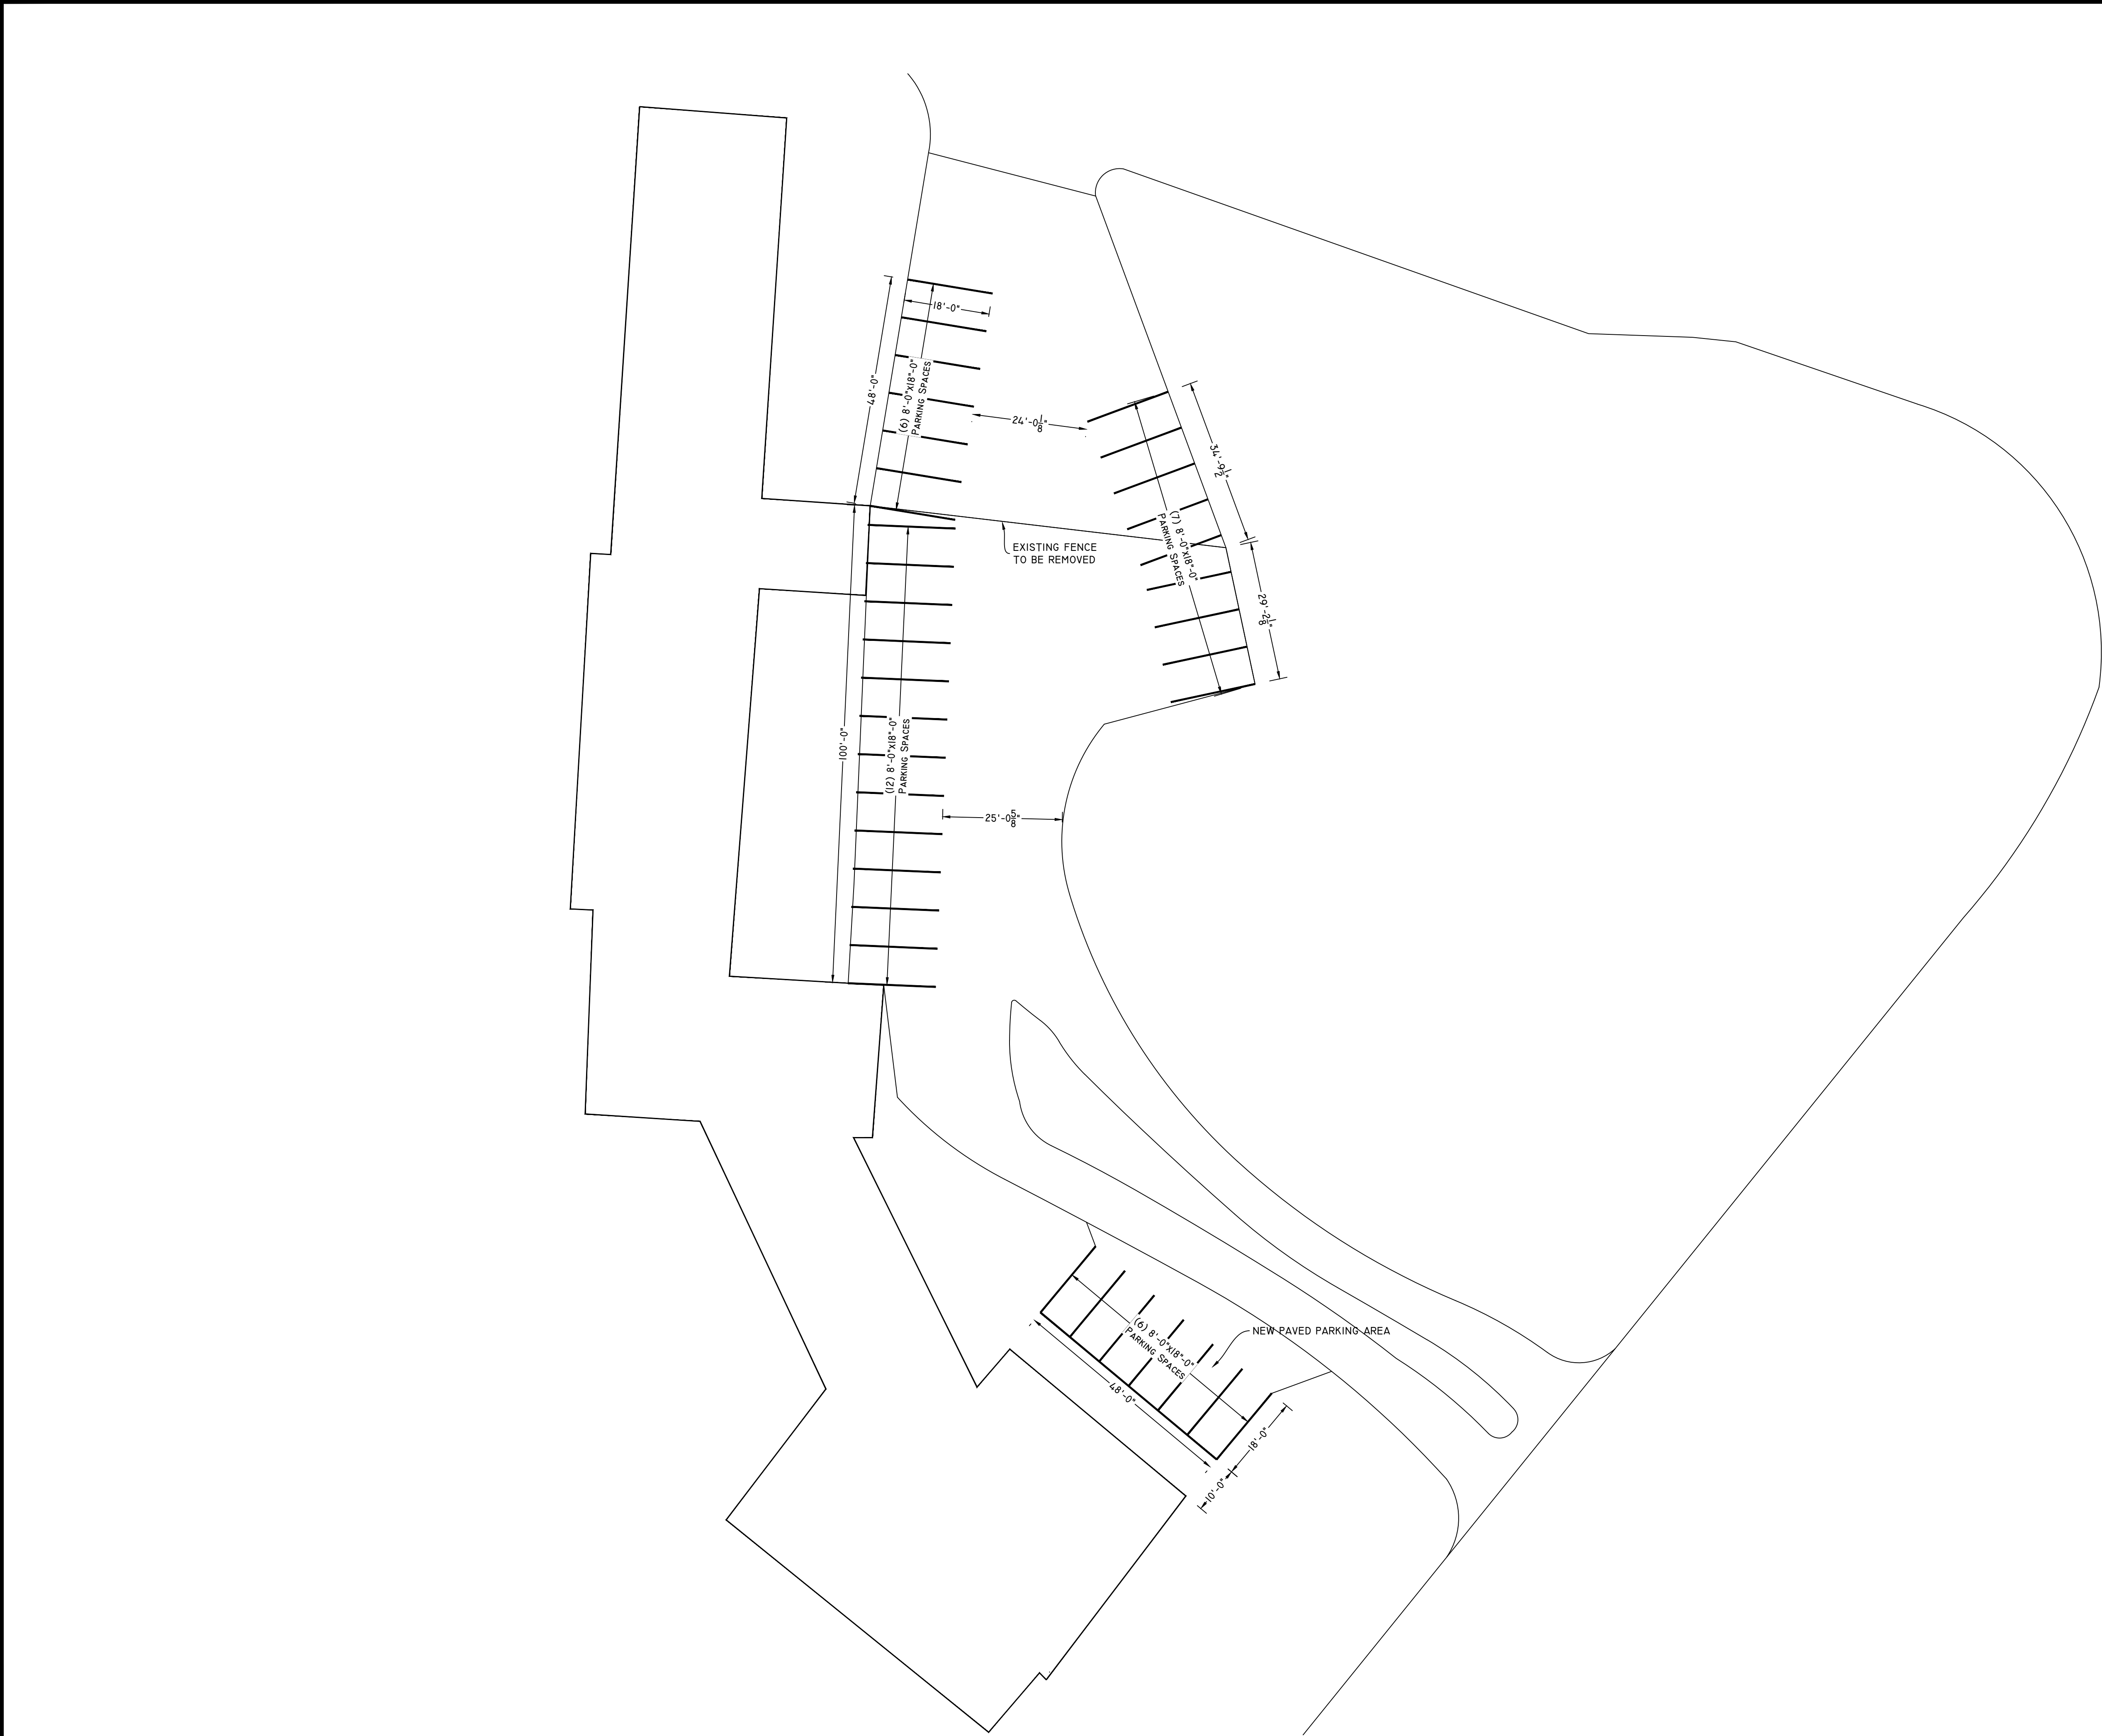 18'-0"
48'-0"
(6) 8'-0"x18"-0"
PARKING SPACES
24'-0 1/8"
34'-9 1/2"
(7) 8'-0"x18"-0"
PARKING SPACES
EXISTING FENCE
TO BE REMOVED
29'-2 1/8"
100'-0"
(12) 8'-0"x18"-0"
PARKING SPACES
25'-0 5/8"
(6) 8'-0"x18"-0"
PARKING SPACES
NEW PAVED PARKING AREA
48'-0"
18'-0"
10'-0"